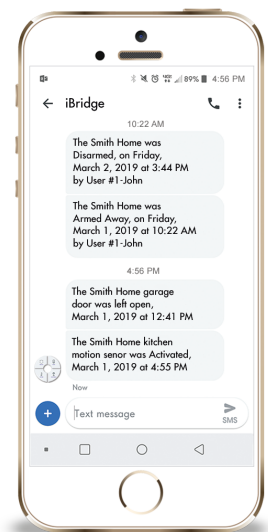 89% 4:56 PM
iBridge
10:22 AM
The Smith Home was
Disarmed, on Friday,
March 2, 2019 at 3:44 PM
by User #1-John
The Smith Home was
Armed Away, on Friday,
March 1, 2019 at 10:22 AM
by User #1-John
4:56 PM
The Smith Home garage
door was left open,
March 1, 2019 at 12:41 PM
The Smith Home kitchen
motion senor was Activated,
March 1, 2019 at 4:55 PM
Now
Text message
SMS